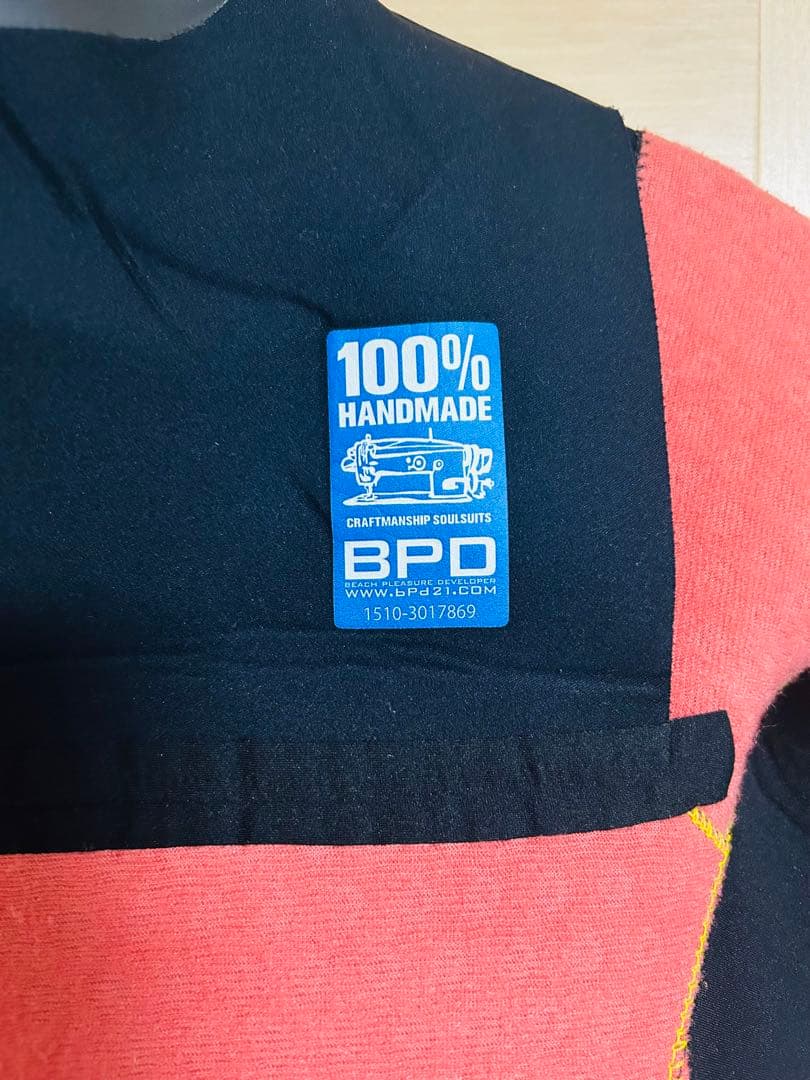 100%
HANDMADE
CRAFTMANSHIP SOULSUITS
BPD
BEACH PLEASURE DEVELOPER
www.bPd21.com
1510-3017869